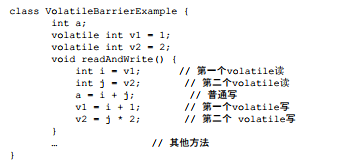 class VolatileBarrierExample {
int a;
volatile int v1 = 1;
volatile int v2 = 2;
void readAndWrite() {
int i = v1; // 第一个volatile读
int j = v2; // 第二个volatile读
a = i + j; // 普通写
v1 = i + 1; // 第一个volatile写
v2 = j * 2; // 第二个 volatile写
}
… // 其他方法
}